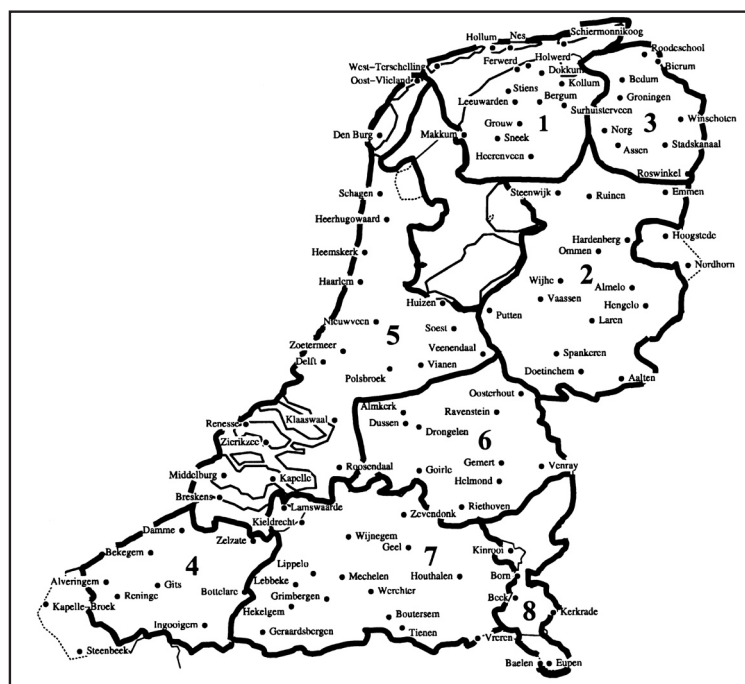 Schiermonnikoog
Hollum
Nes
Roodeschool
West-Terschelling
Holwerd
Bierum
Ferwerd
Oost-Vlieland
Dokkum
Bedum
Kollum
Stiens
Groningen
Leeuwarden
Bergum
Surhuisterveen
Winschoten
Grouw
1
3
Norg
Den Burg
Makkum
Sneek
Assen
Stadskanaal
Heerenveen
Roswinkel
Schagen
Steenwijk
Ruinen
Emmen
Heerhugowaard
Hoogstede
Hardenberg
Heemskerk
Ommen
Nordhorn
2
Haarlem
Wijhe
Almelo
Huizen
Vaassen
Hengelo
Putten
Nieuwveen
Laren
5
Soest
Zoetermeer
Veenendaal
Spankeren
Delft
Vianen
Polsbroek
Doetinchem
Aalten
Oosterhout
Almkerk
Ravenstein
Klaaswaal
Renesse
Dussen
Drongelen
6
Zierikzee
Roosendaal
Goirle
Gemert
Venray
Middelburg
Kapelle
Helmond
Breskens
Lamswaarde
Riethoven
Kieldrecht
Zevendonk
Damme
Zelzate
Wijnegem
Kinrooi
Bekegem
Geel
7
4
Lippelo
Alveringem
Gits
Lebbeke
Mechelen
Houthalen
Born
Reninge
Bottelare
Werchter
Beek
Grimbergen
8
Kapelle-Broek
Hekelgem
Kerkrade
Boutersem
Ingooigem
Geraardsbergen
Tienen
Vreren
Steenbeek
Baelen
Eupen